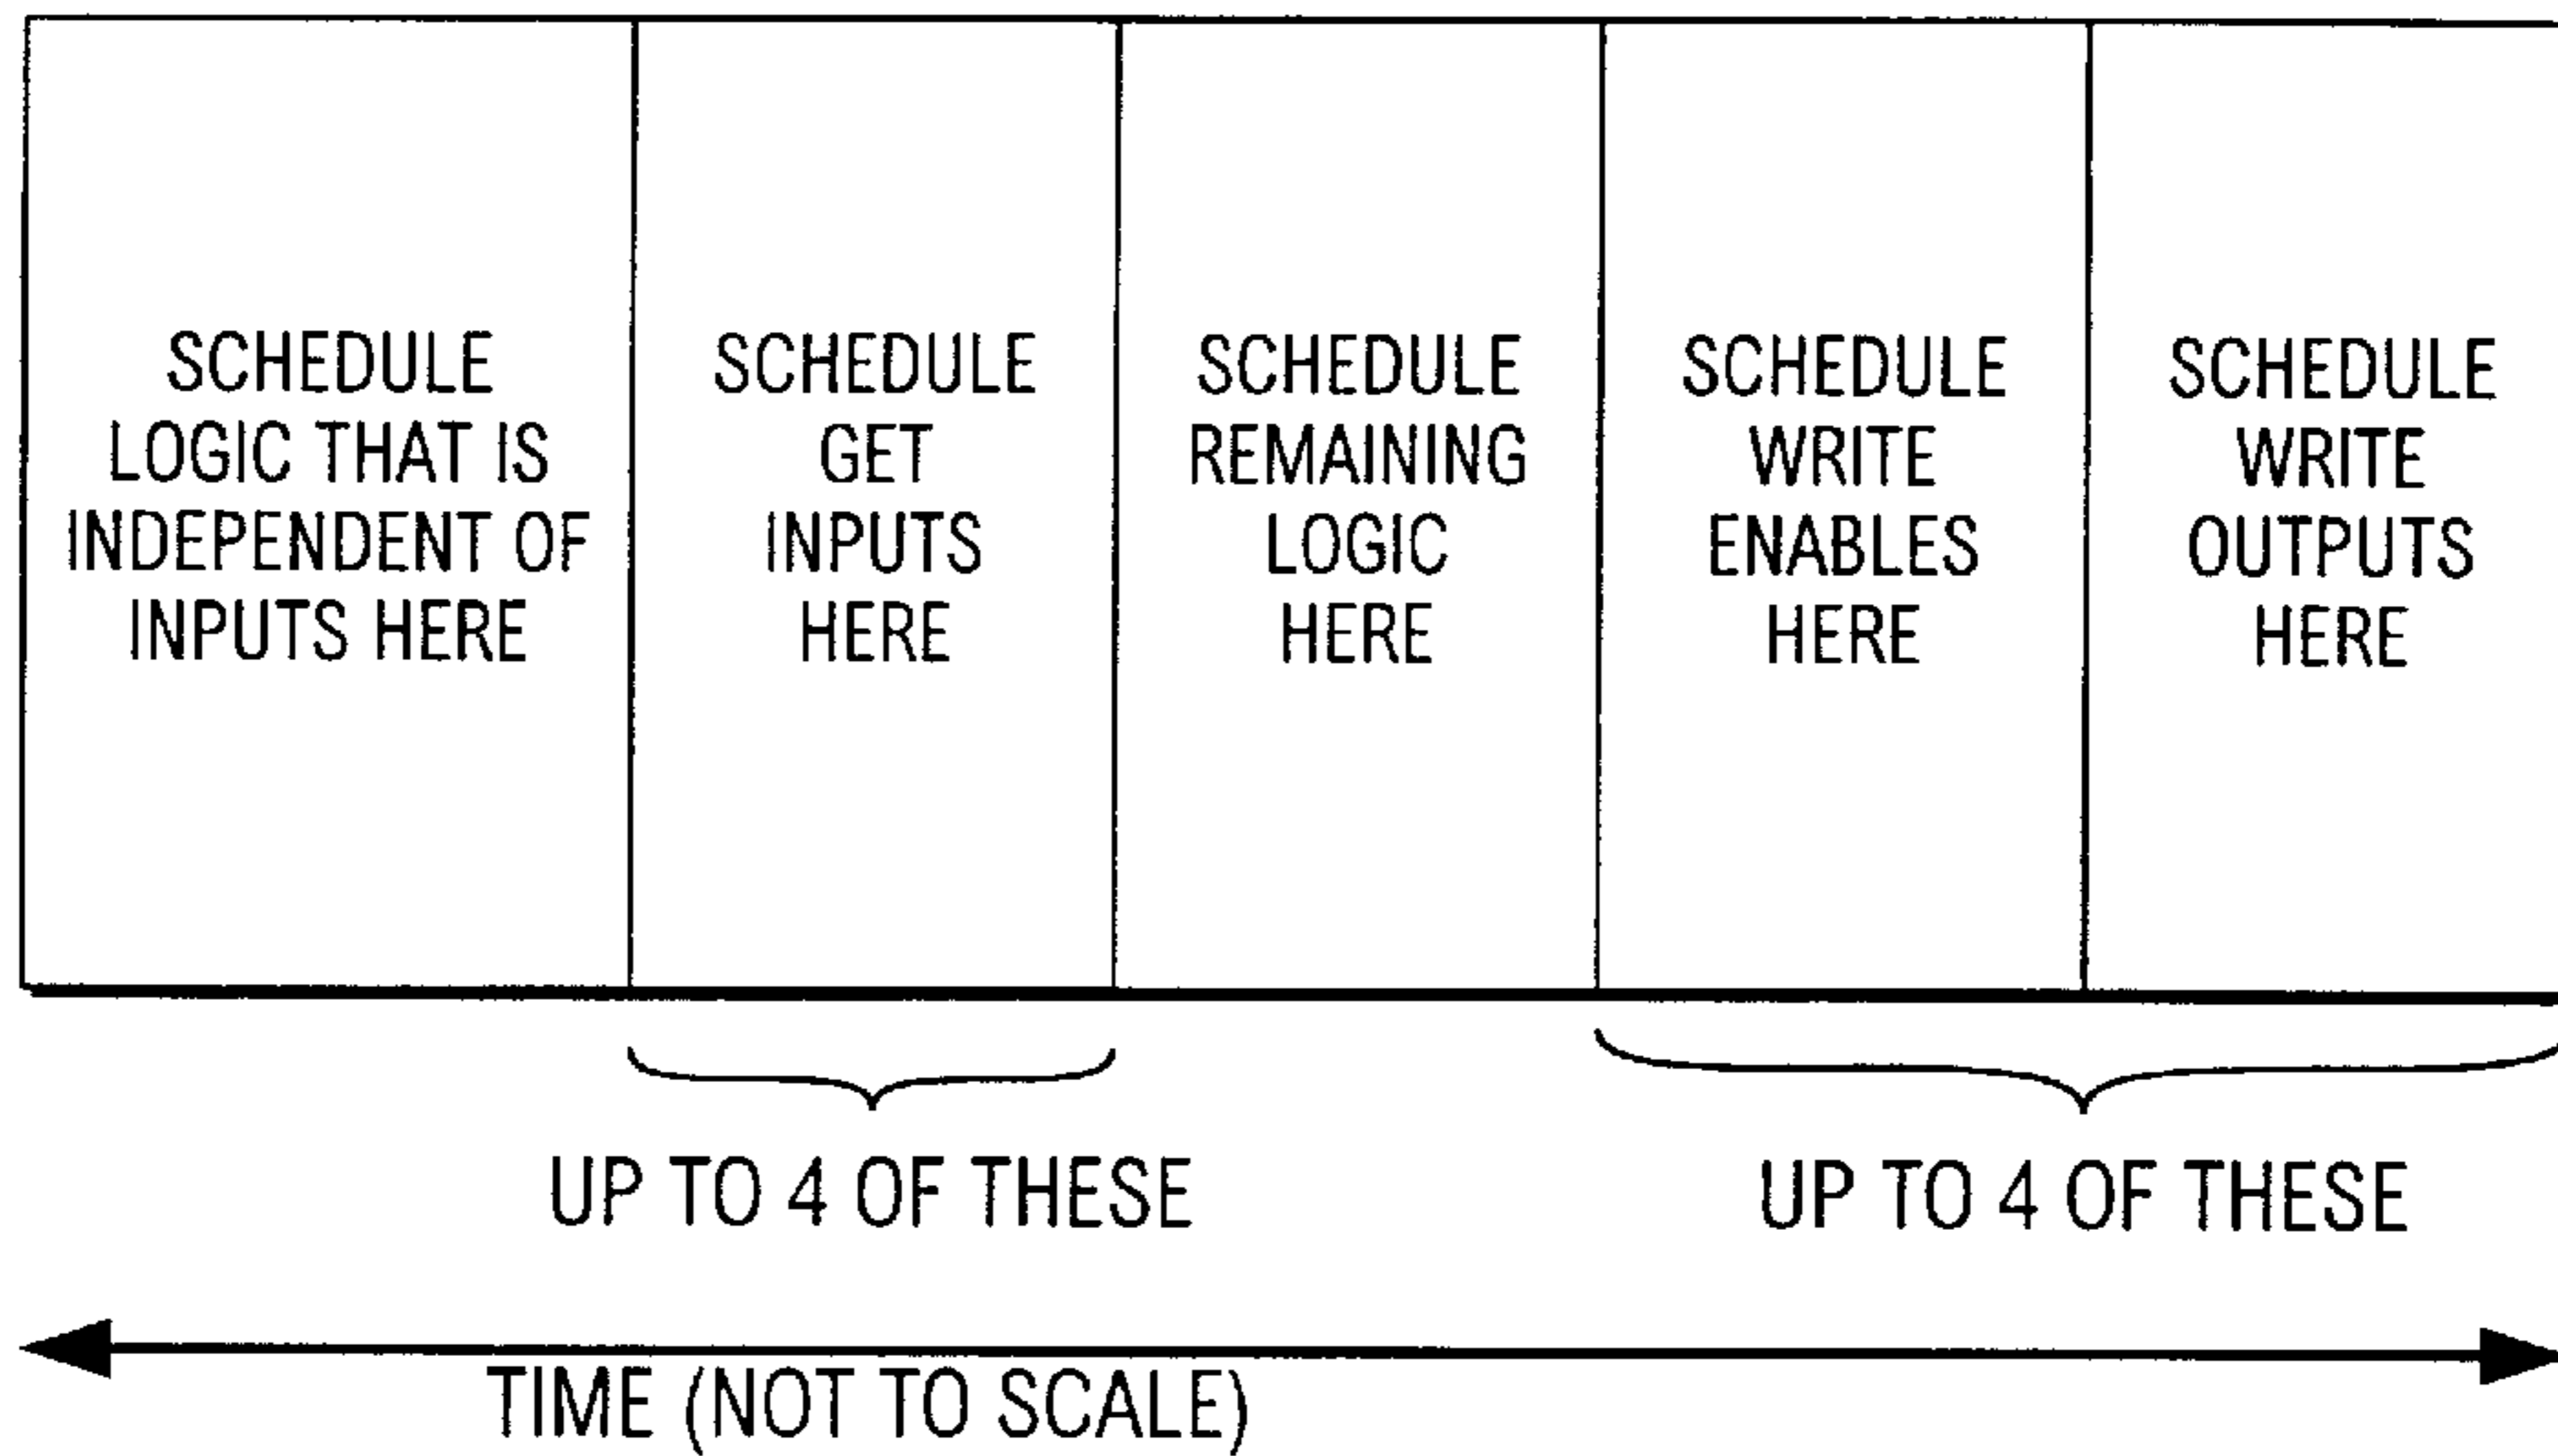 SCHEDULE
LOGIC THAT IS
INDEPENDENT OF
INPUTS HERE
SCHEDULE
GET
INPUTS
HERE
SCHEDULE
REMAINING
LOGIC
HERE
SCHEDULE
WRITE
ENABLES
HERE
SCHEDULE
WRITE
OUTPUTS
HERE
UP TO 4 OF THESE
UP TO 4 OF THESE
TIME (NOT TO SCALE)